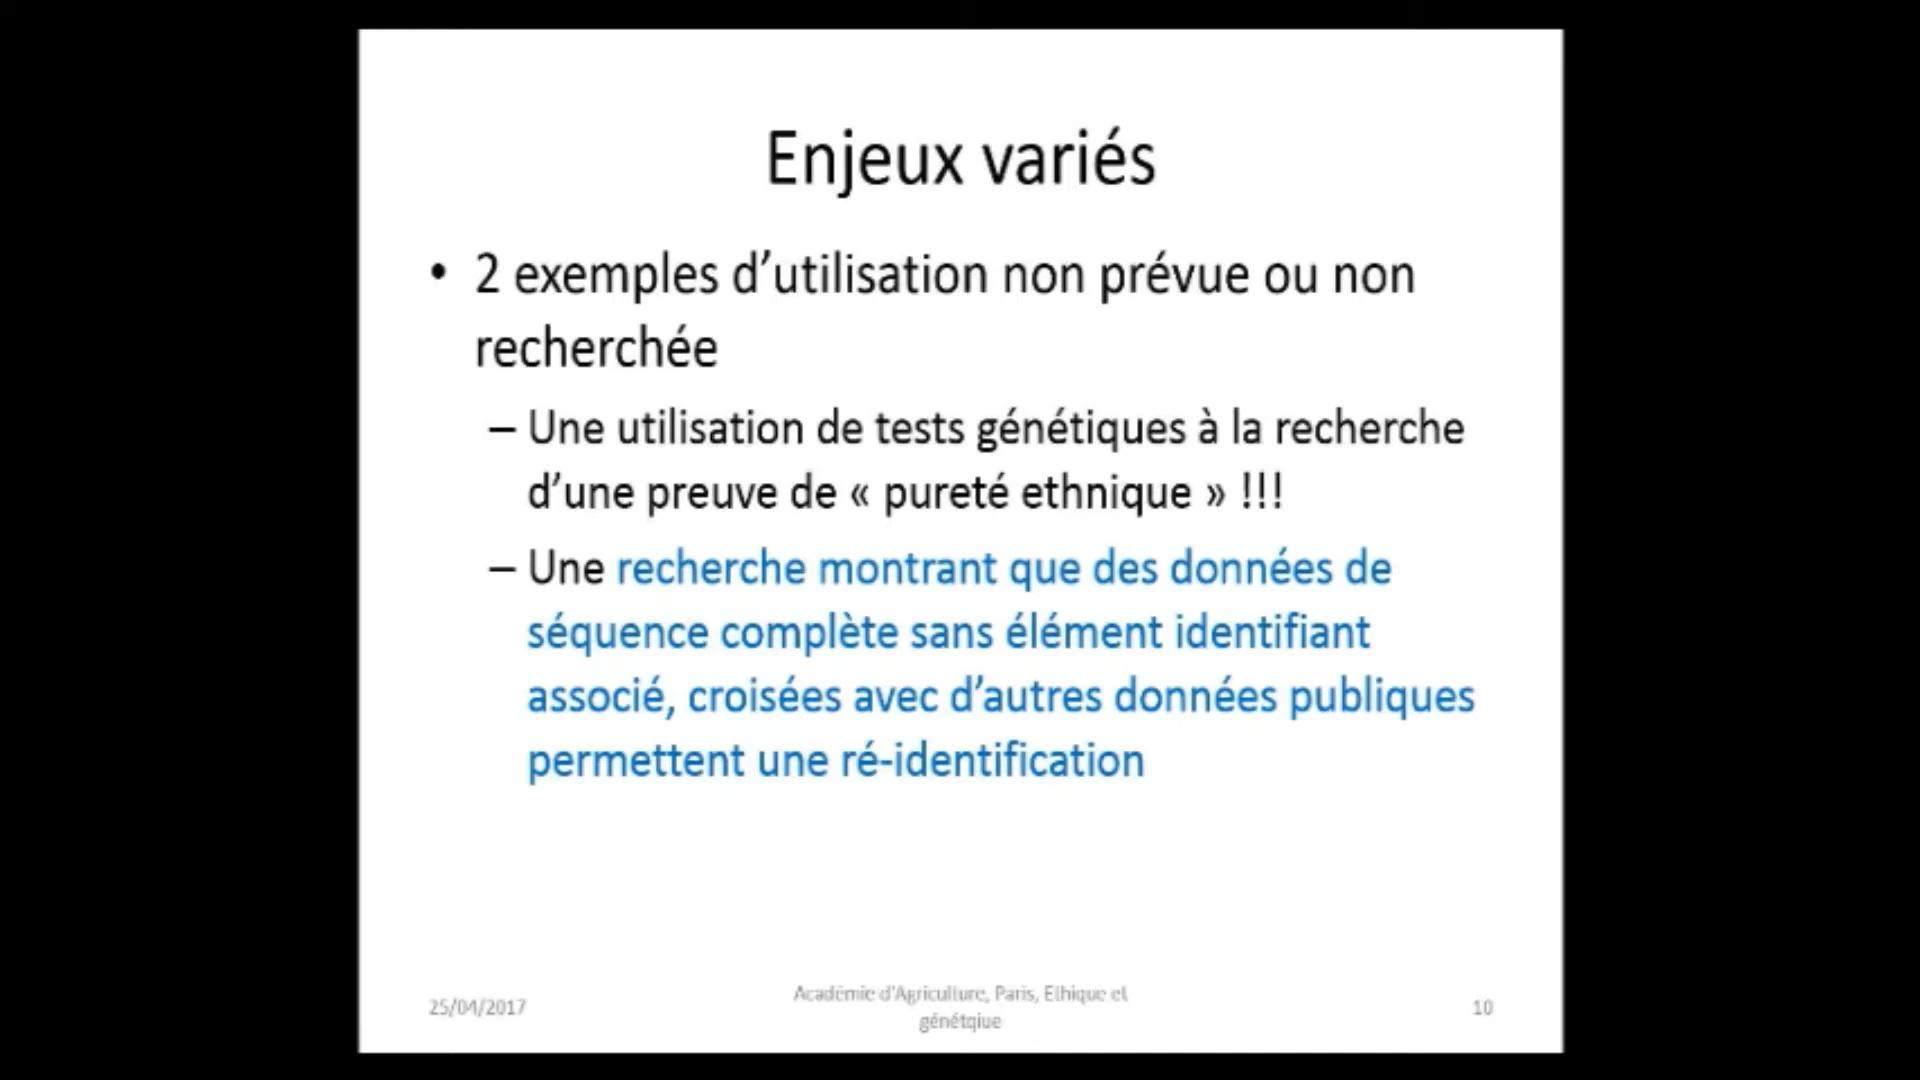 Enjeux variés
• 2 exemples d’utilisation non prévue ou non
recherchée
– Une utilisation de tests génétiques à la recherche
d’une preuve de « pureté ethnique » !!!
– Une recherche montrant que des données de
séquence complète sans élément identifiant
associé, croisées avec d’autres données publiques
permettent une ré-identification
25/04/2017
Académie d'Agriculture, Paris, Ethique et
génétqiue
10